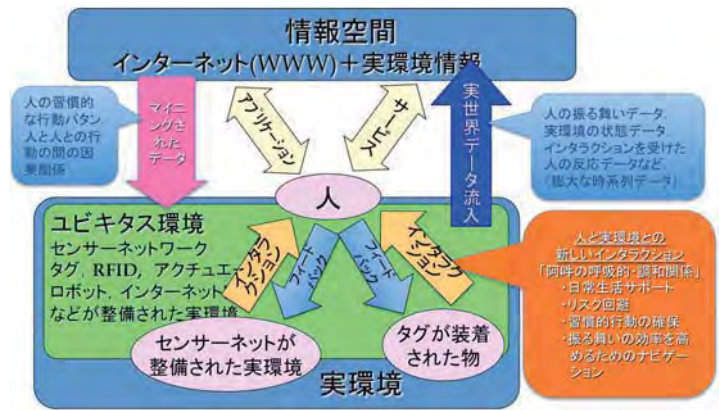 情報空間
インターネット(WWW)＋実環境情報
人の習慣的
な行動パタン.
人と人との行
動の間の因
果関係
マイニ
ングさ
れた
データ
アプリケーション
サービス
実世界データ流入
人の振る舞いデータ.
実環境の状態データ.
インタラクションを受けた
人の反応データなど.
(膨大な時系列データ)
人
ユビキタス環境
センサーネットワーク
タグ, RFID, アクチュエー
ロボット, インターネット
などが整備された実環境
インタラ
クション
フィード
バック
フィード
バック
インタラク
ション
センサーネットが
整備された実環境
タグが装着
された物
実環境
人と実環境との
新しいインタラクション
「阿吽の呼吸的・調和関係」
・日常生活サポート
・リスク回避
・習慣的行動の確保
・振る舞いの効率を高
めるためのナビゲー
ション